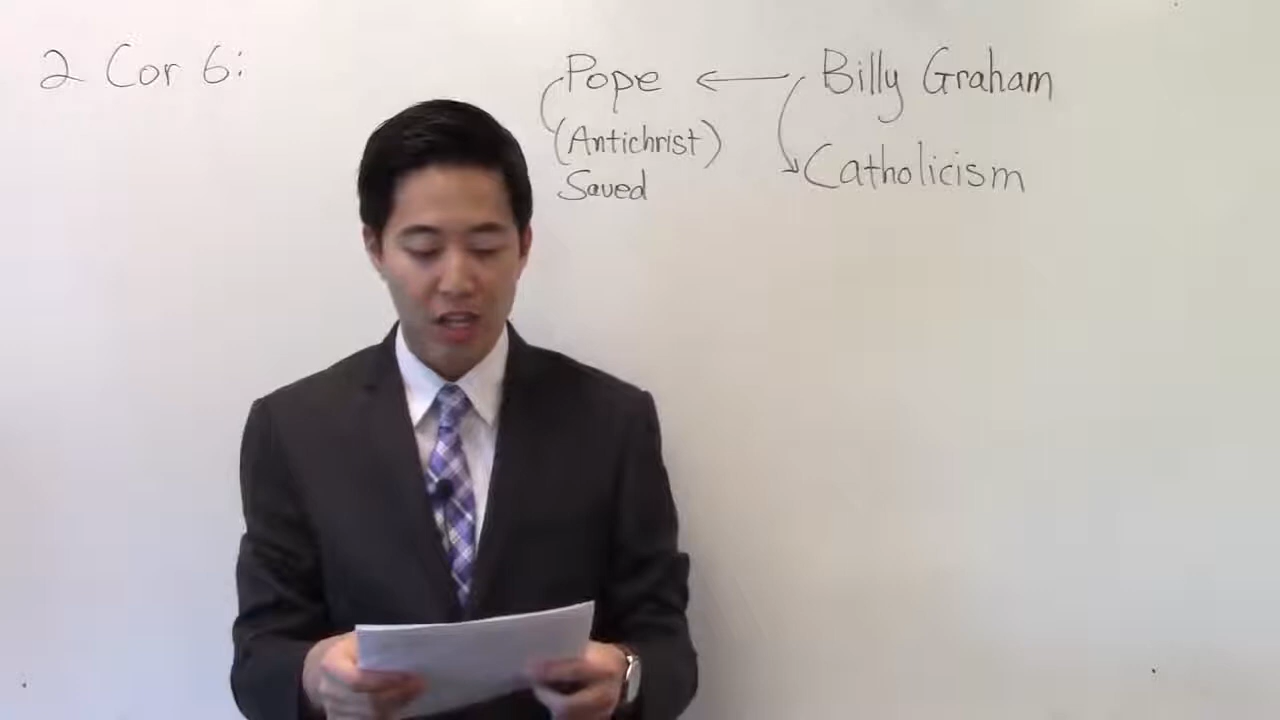 2 Cor 6:
Pope ← Billy Graham
(Antichrist)
Catholicism
Saved